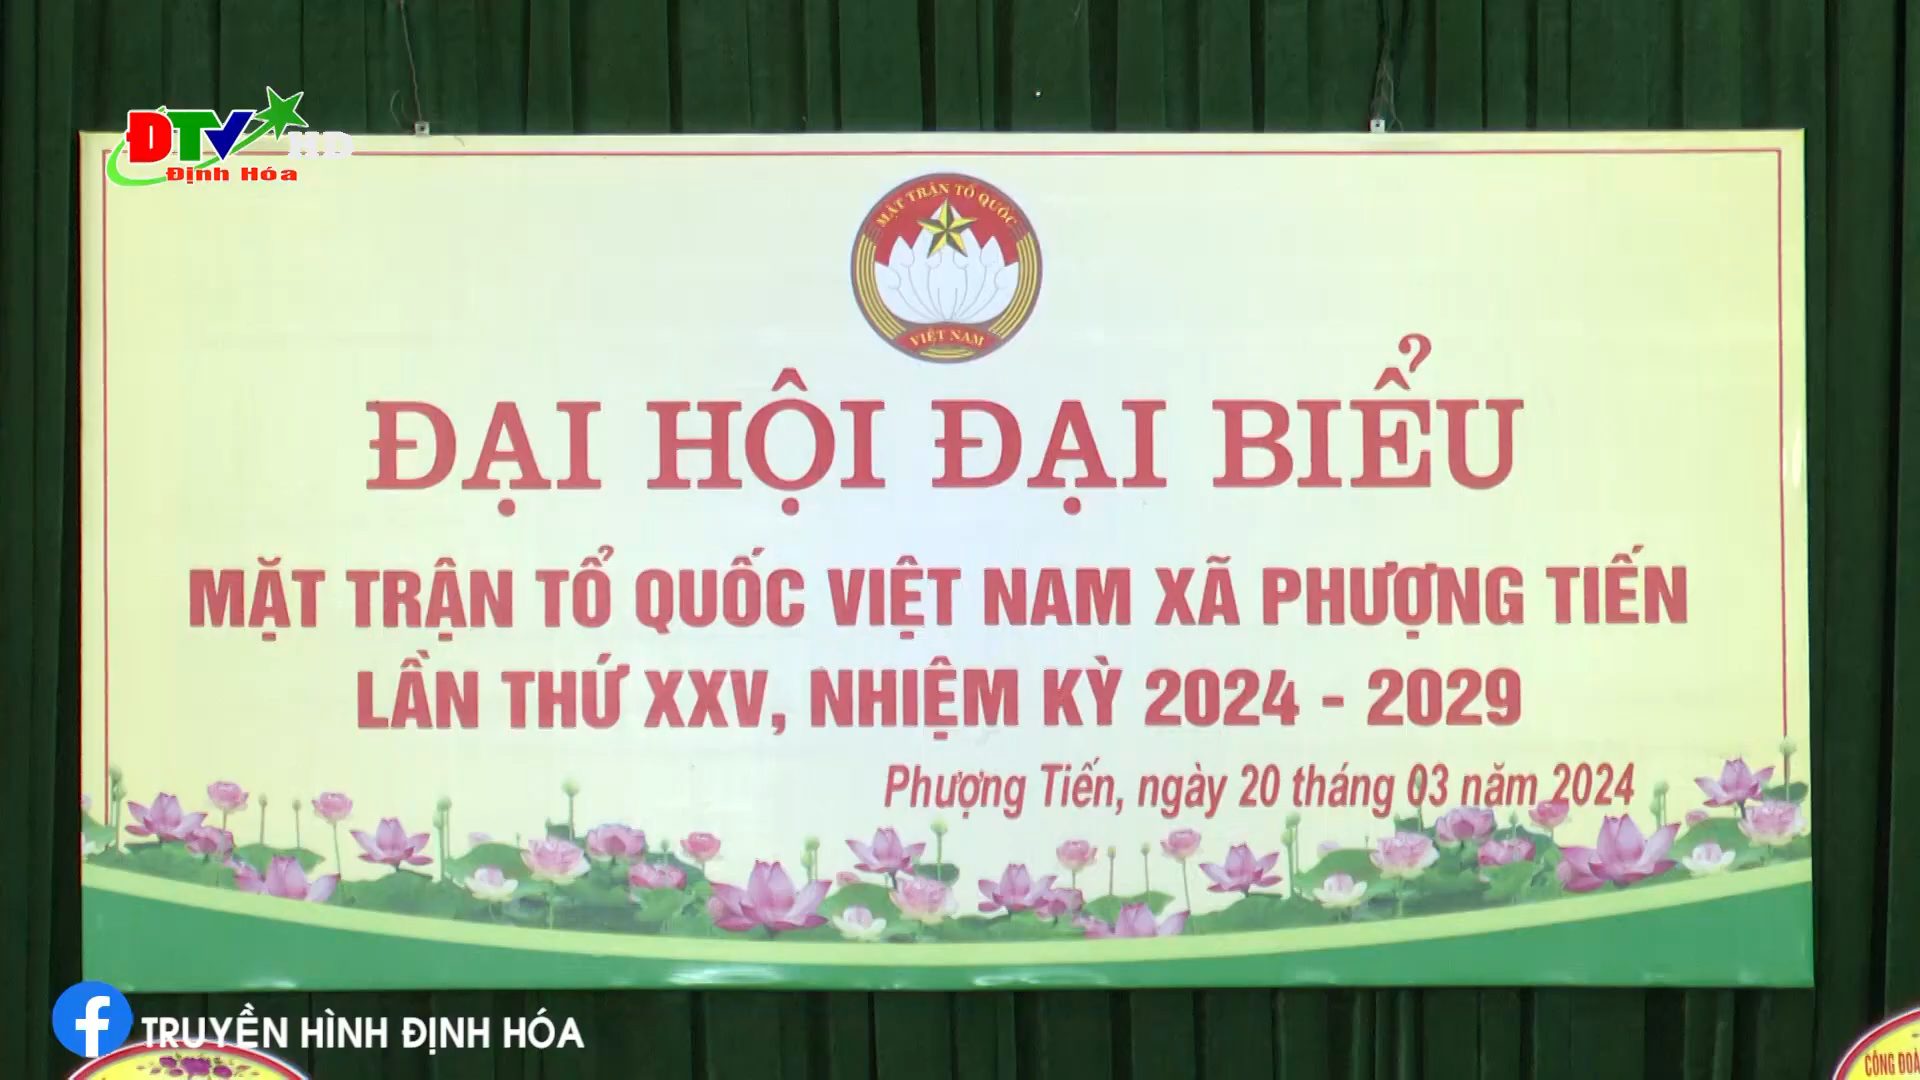 ĐTV HD
Định Hóa
MẶT TRẬN TỔ QUỐC
VIỆT NAM
ĐẠI HỘI ĐẠI BIỂU
MẶT TRẬN TỔ QUỐC VIỆT NAM XÃ PHƯỢNG TIẾN
LẦN THỨ XXV, NHIỆM KỲ 2024 - 2029
Phượng Tiến, ngày 20 tháng 03 năm 2024
TRUYỀN HÌNH ĐỊNH HÓA
CÔNG ĐOÀ